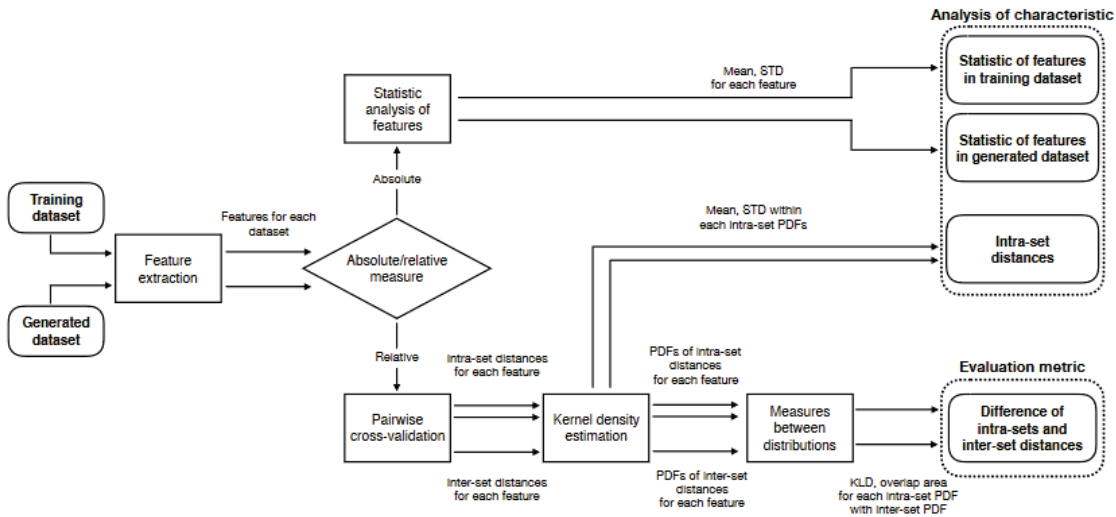 Analysis of characteristic
Statistic of features
in training dataset
Mean, STD
for each feature
Statistic
analysis of
features
Statistic of features
in generated dataset
Absolute
Training
dataset
Features for each
dataset
Mean, STD within
each intra-set PDFs
Feature
extraction
Absolute/relative
measure
Intra-set
distances
Generated
dataset
Relative
Intra-set distances
for each feature
PDFs of intra-set
distances
for each feature
Evaluation metric
Pairwise
cross-validation
Kernel density
estimation
Measures
between
distributions
Difference of
intra-sets and
inter-set distances
Inter-set distances
for each feature
PDFs of inter-set
distances
for each feature
KLD, overlap area
for each intra-set PDF
with inter-set PDF